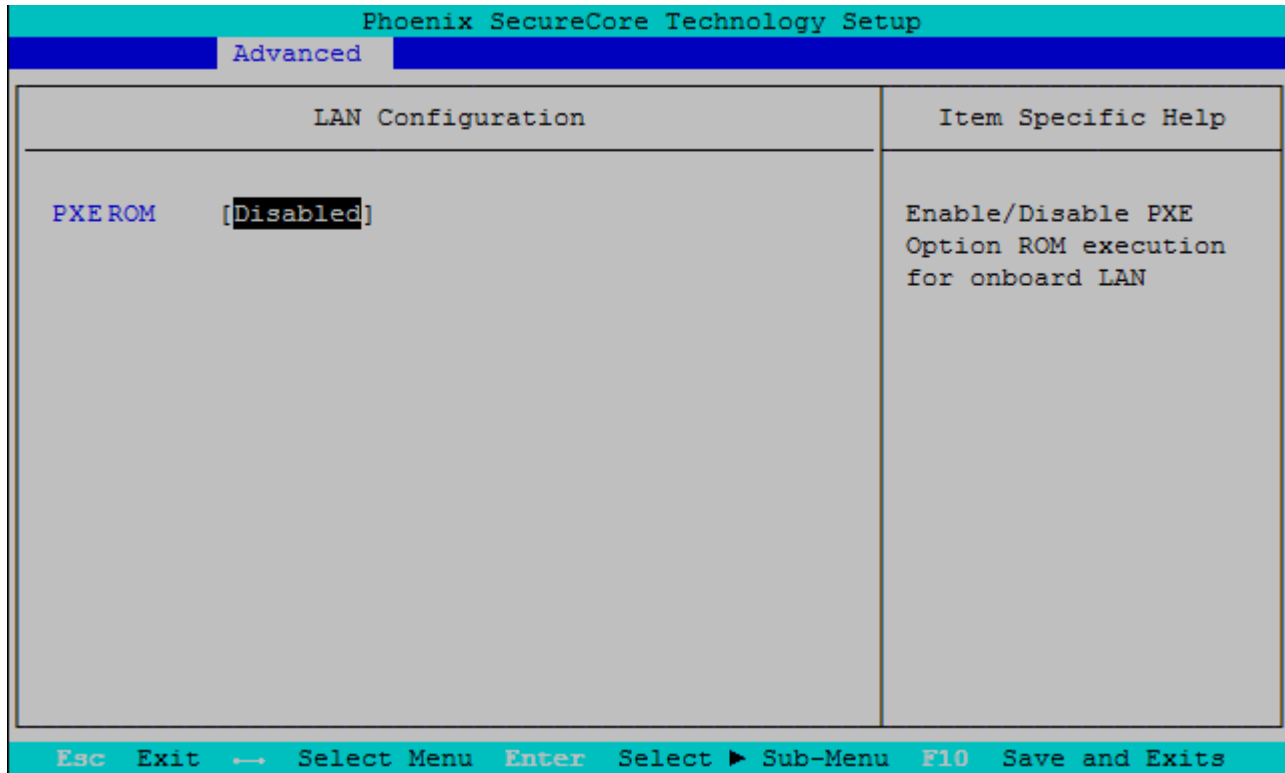 Phoenix SecureCore Technology Setup
Advanced
LAN Configuration
Item Specific Help
PXE ROM [Disabled]
Enable/Disable PXE
Option ROM execution
for onboard LAN
Esc Exit ←→ Select Menu Enter Select ► Sub-Menu F10 Save and Exits